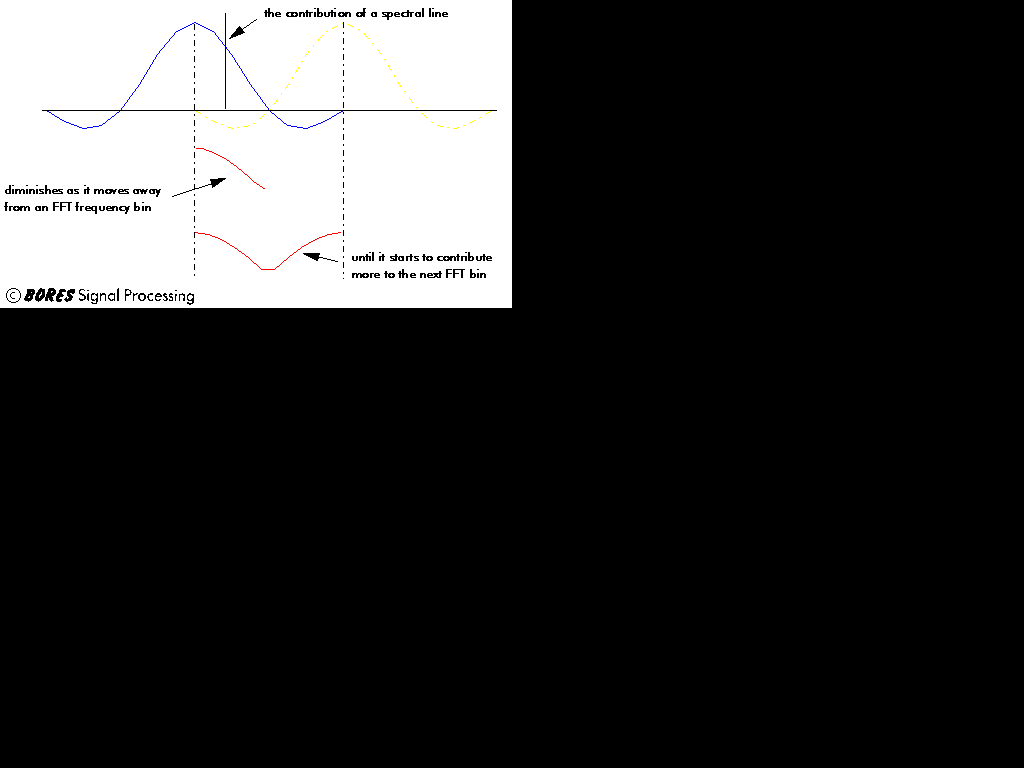 the contribution of a spectral line
diminishes as it moves away
from an FFT frequency bin
until it starts to contribute
more to the next FFT bin
© BORES Signal Processing